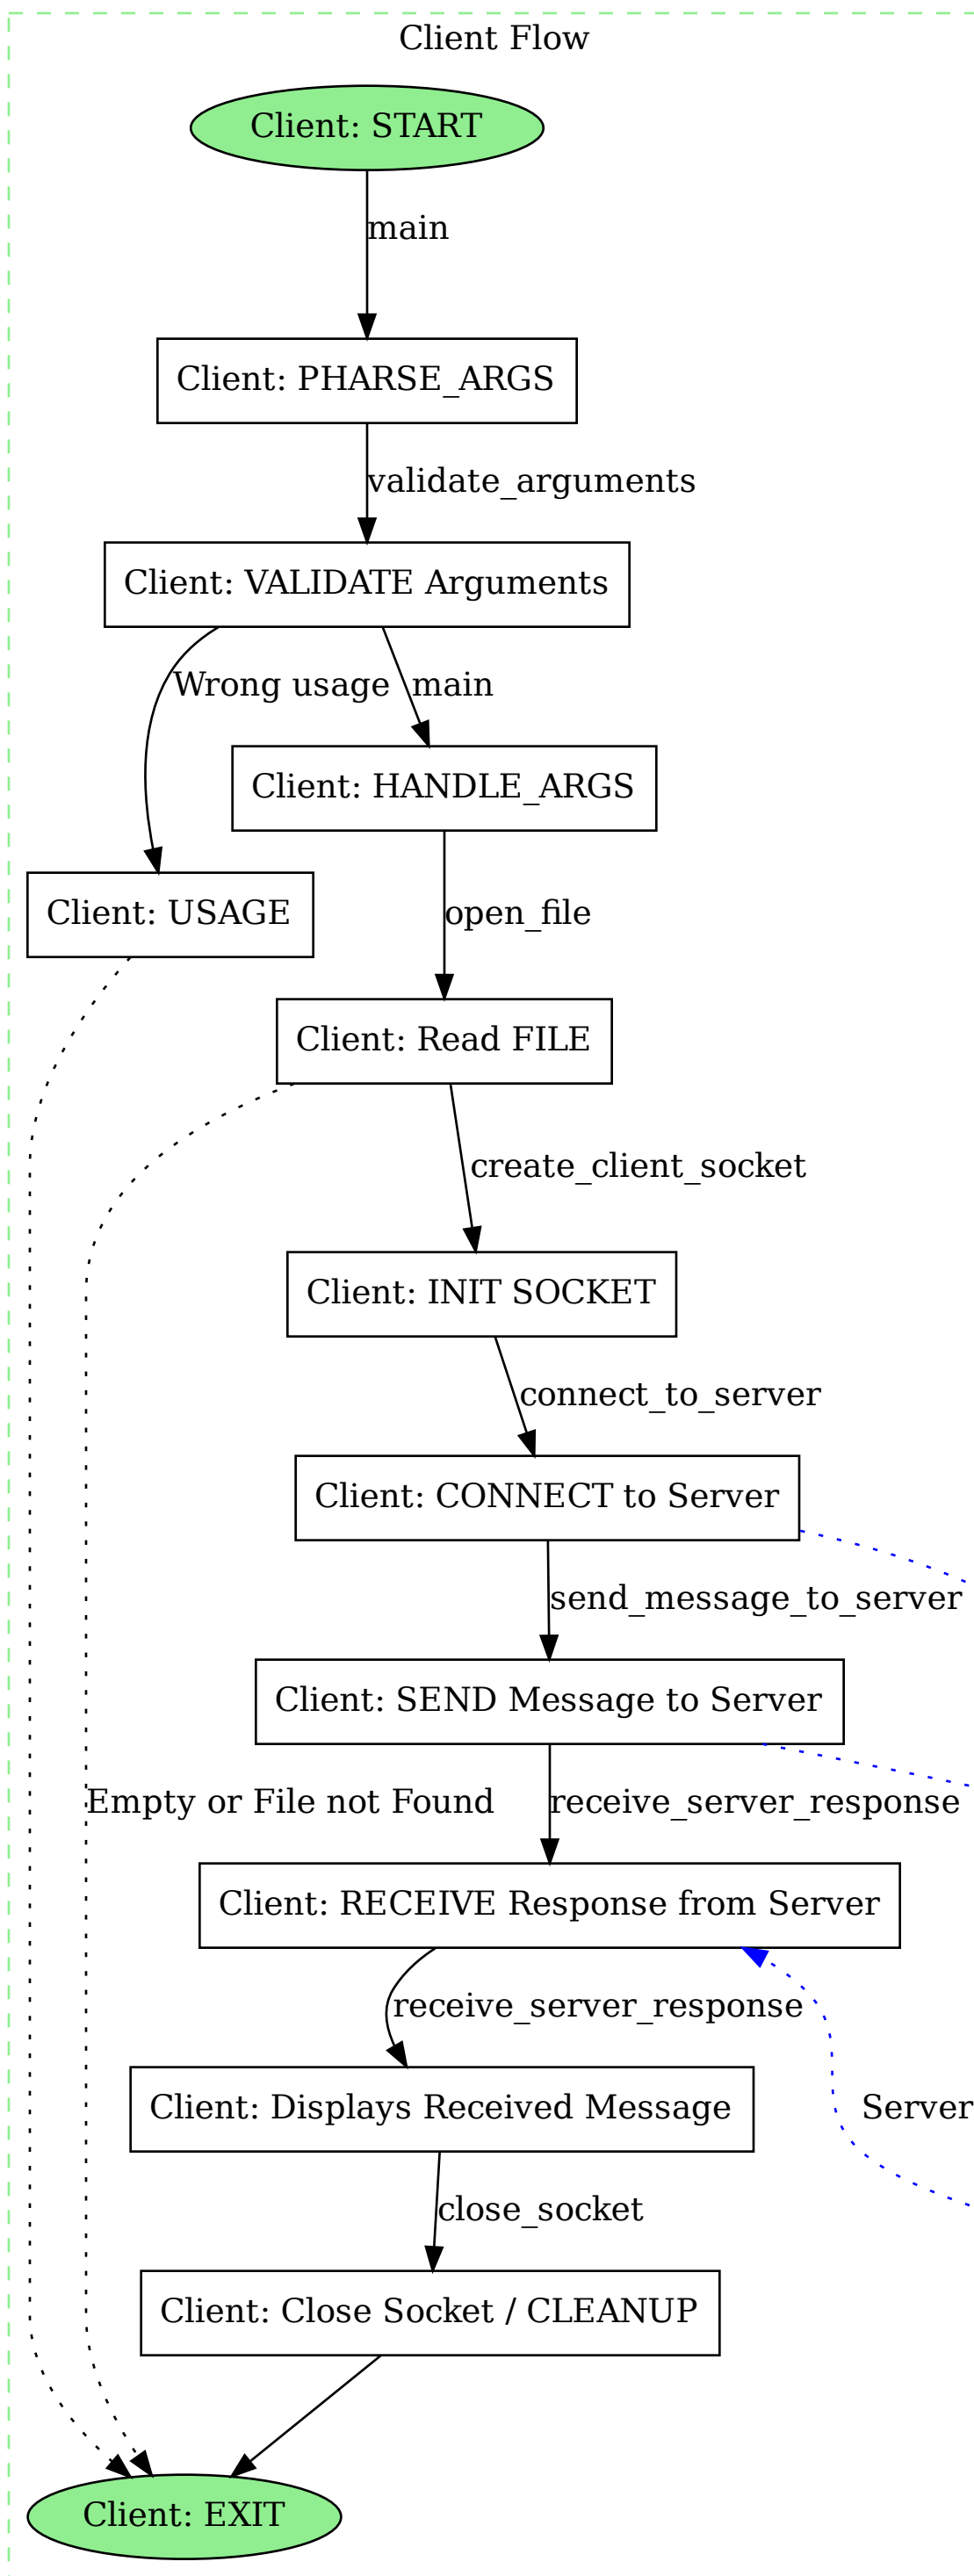 Client Flow
Client: START
main
Client: PHARSE_ARGS
validate_arguments
Client: VALIDATE Arguments
Wrong usage
main
Client: HANDLE_ARGS
Client: USAGE
open_file
Client: Read FILE
create_client_socket
Client: INIT SOCKET
connect_to_server
Client: CONNECT to Server
send_message_to_server
Client: SEND Message to Server
Empty or File not Found
receive_server_response
Client: RECEIVE Response from Server
receive_server_response
Client: Displays Received Message
Server
close_socket
Client: Close Socket / CLEANUP
Client: EXIT